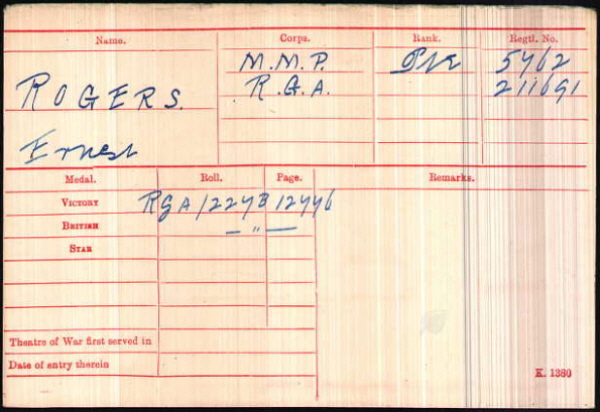 Name. Corps. Rank. Regtl. No.
ROGERS. M.M.P. Pte 5462
R.G.A. 211691
Ernest
Medal. Roll. Page. Remarks.
VICTORY RGA/227B 12446
BRITISH — " —
STAR
Theatre of War first served in
Date of entry therein
K. 1380